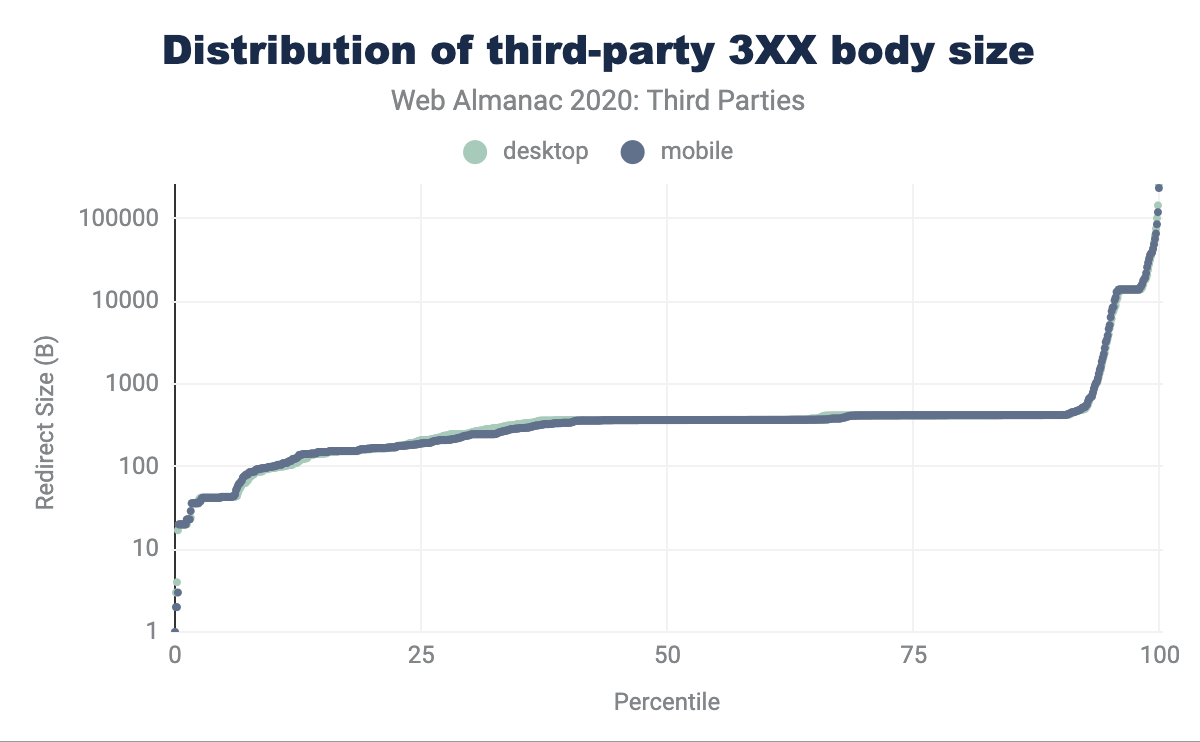 Distribution of third-party 3XX body size
Web Almanac 2020: Third Parties
desktop mobile
Redirect Size (B)
100000
10000
1000
100
10
1
0 25 50 75 100
Percentile